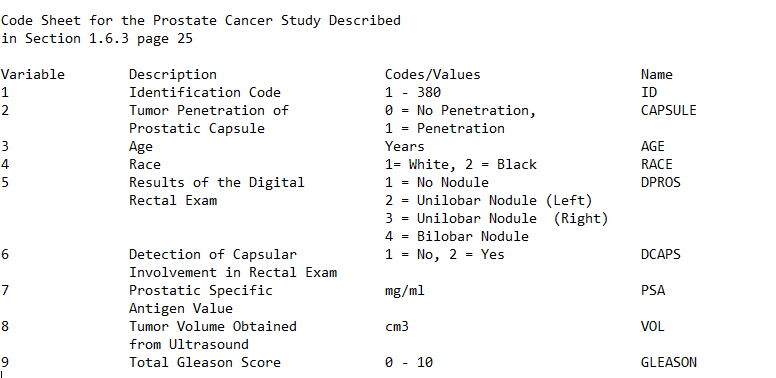 Code Sheet for the Prostate Cancer Study Described
in Section 1.6.3 page 25
Variable Description Codes/Values Name
1 Identification Code 1 - 380 ID
2 Tumor Penetration of 0 = No Penetration, CAPSULE
Prostatic Capsule 1 = Penetration
3 Age Years AGE
4 Race 1= White, 2 = Black RACE
5 Results of the Digital 1 = No Nodule DPROS
Rectal Exam 2 = Unilobar Nodule (Left)
3 = Unilobar Nodule (Right)
4 = Bilobar Nodule
6 Detection of Capsular 1 = No, 2 = Yes DCAPS
Involvement in Rectal Exam
7 Prostatic Specific mg/ml PSA
Antigen Value
8 Tumor Volume Obtained cm3 VOL
from Ultrasound
9 Total Gleason Score 0 - 10 GLEASON